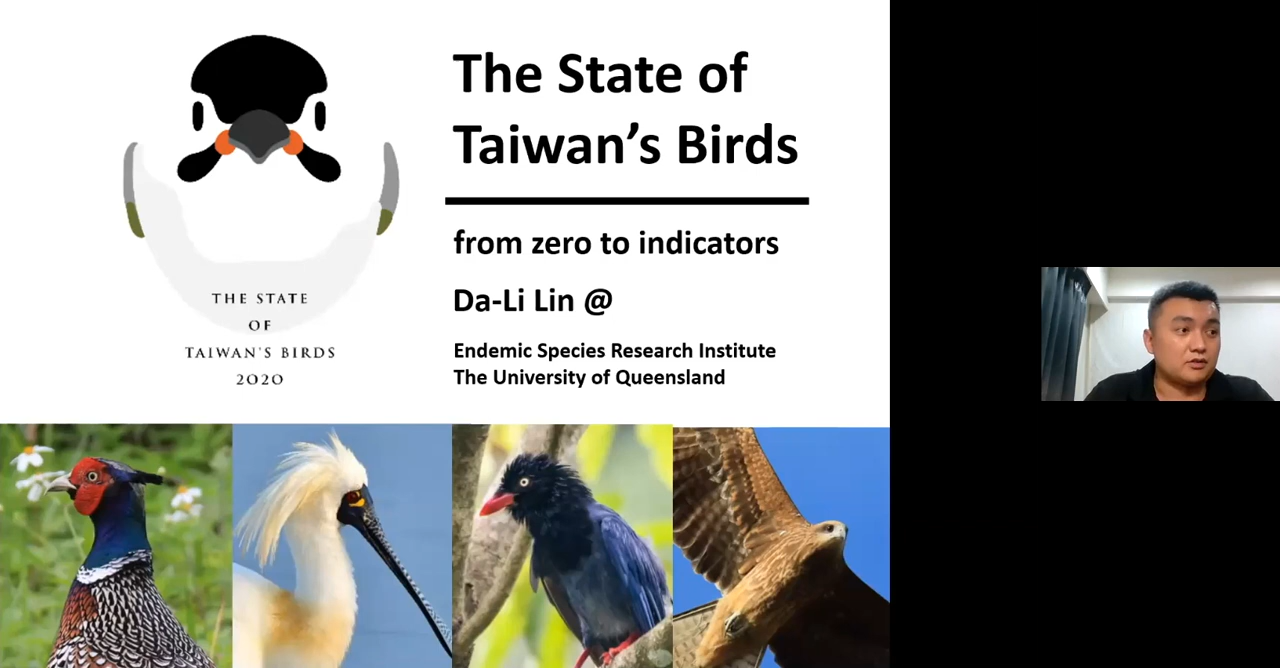 The State of
Taiwan's Birds
from zero to indicators
Da-Li Lin @
Endemic Species Research Institute
The University of Queensland
THE STATE
OF
TAIWAN'S BIRDS
2020